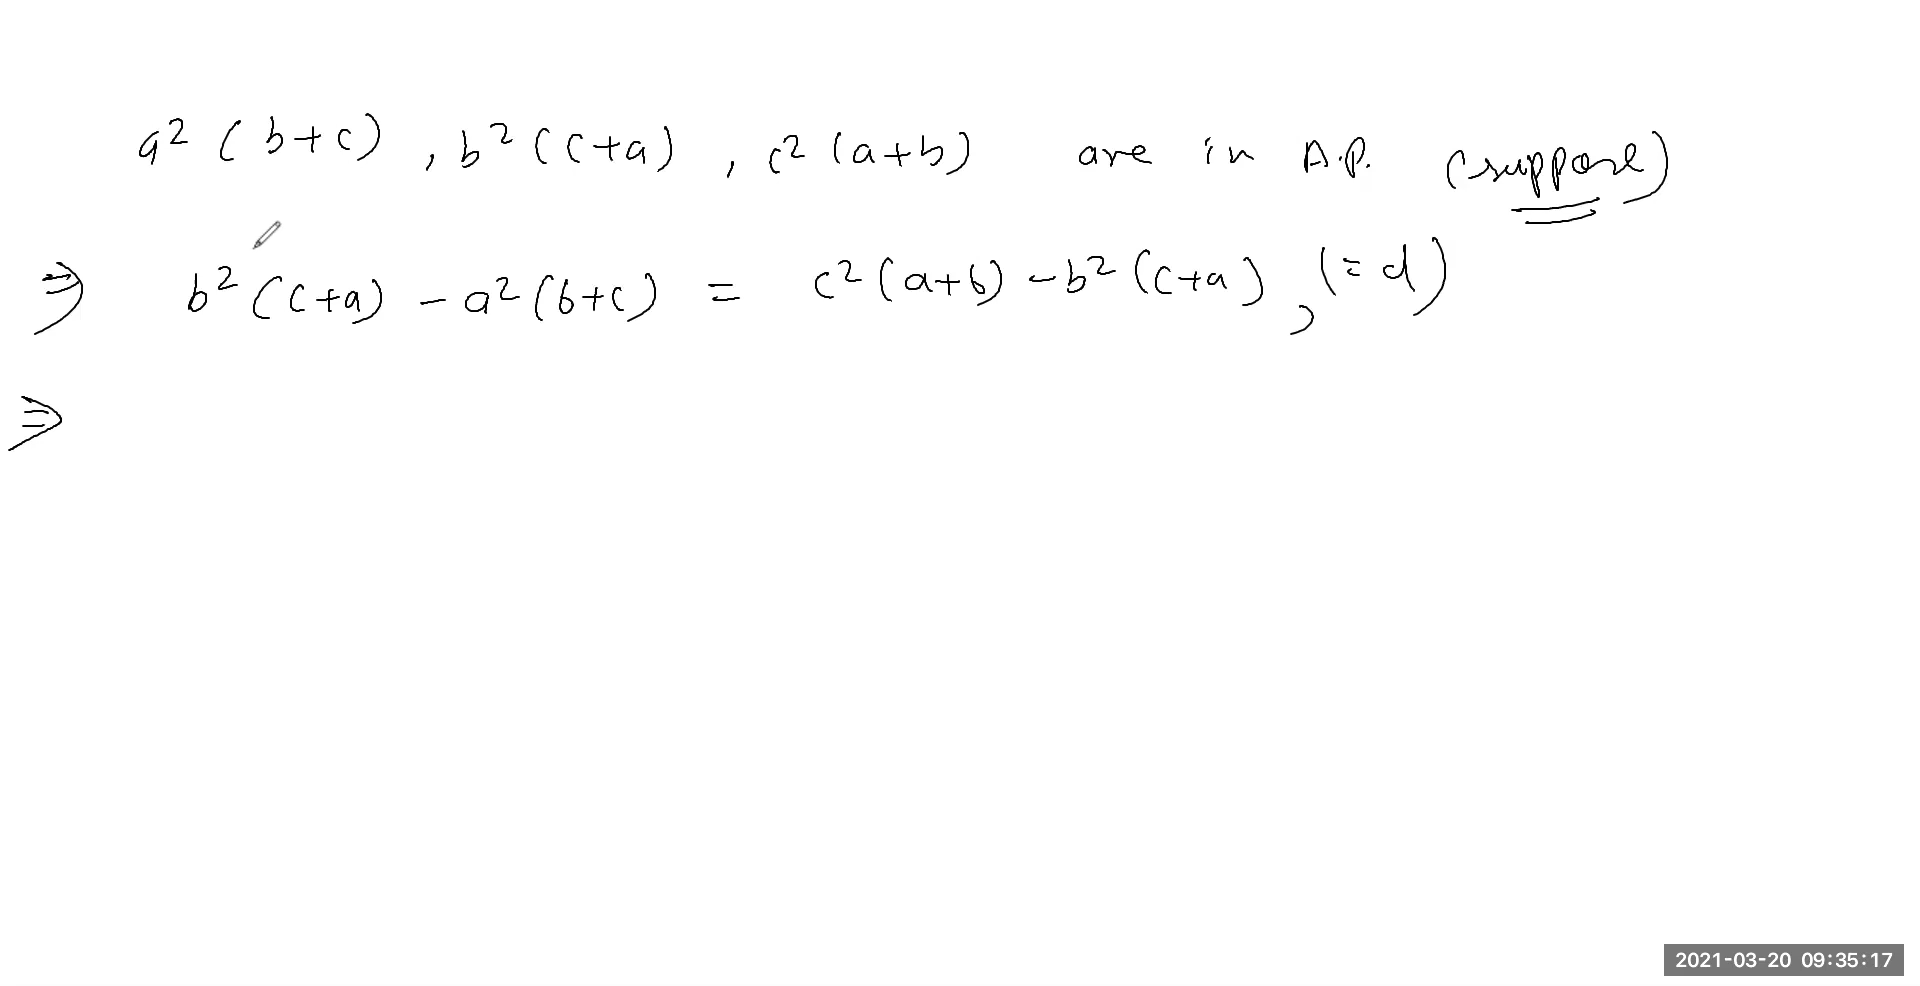 a² (b+c) , b² (c+a) , c² (a+b) are in A.P. (suppose)
⇒ b² (c+a) - a² (b+c) = c² (a+b) - b² (c+a) , (= d)
⇒
2021-03-20 09:35:17